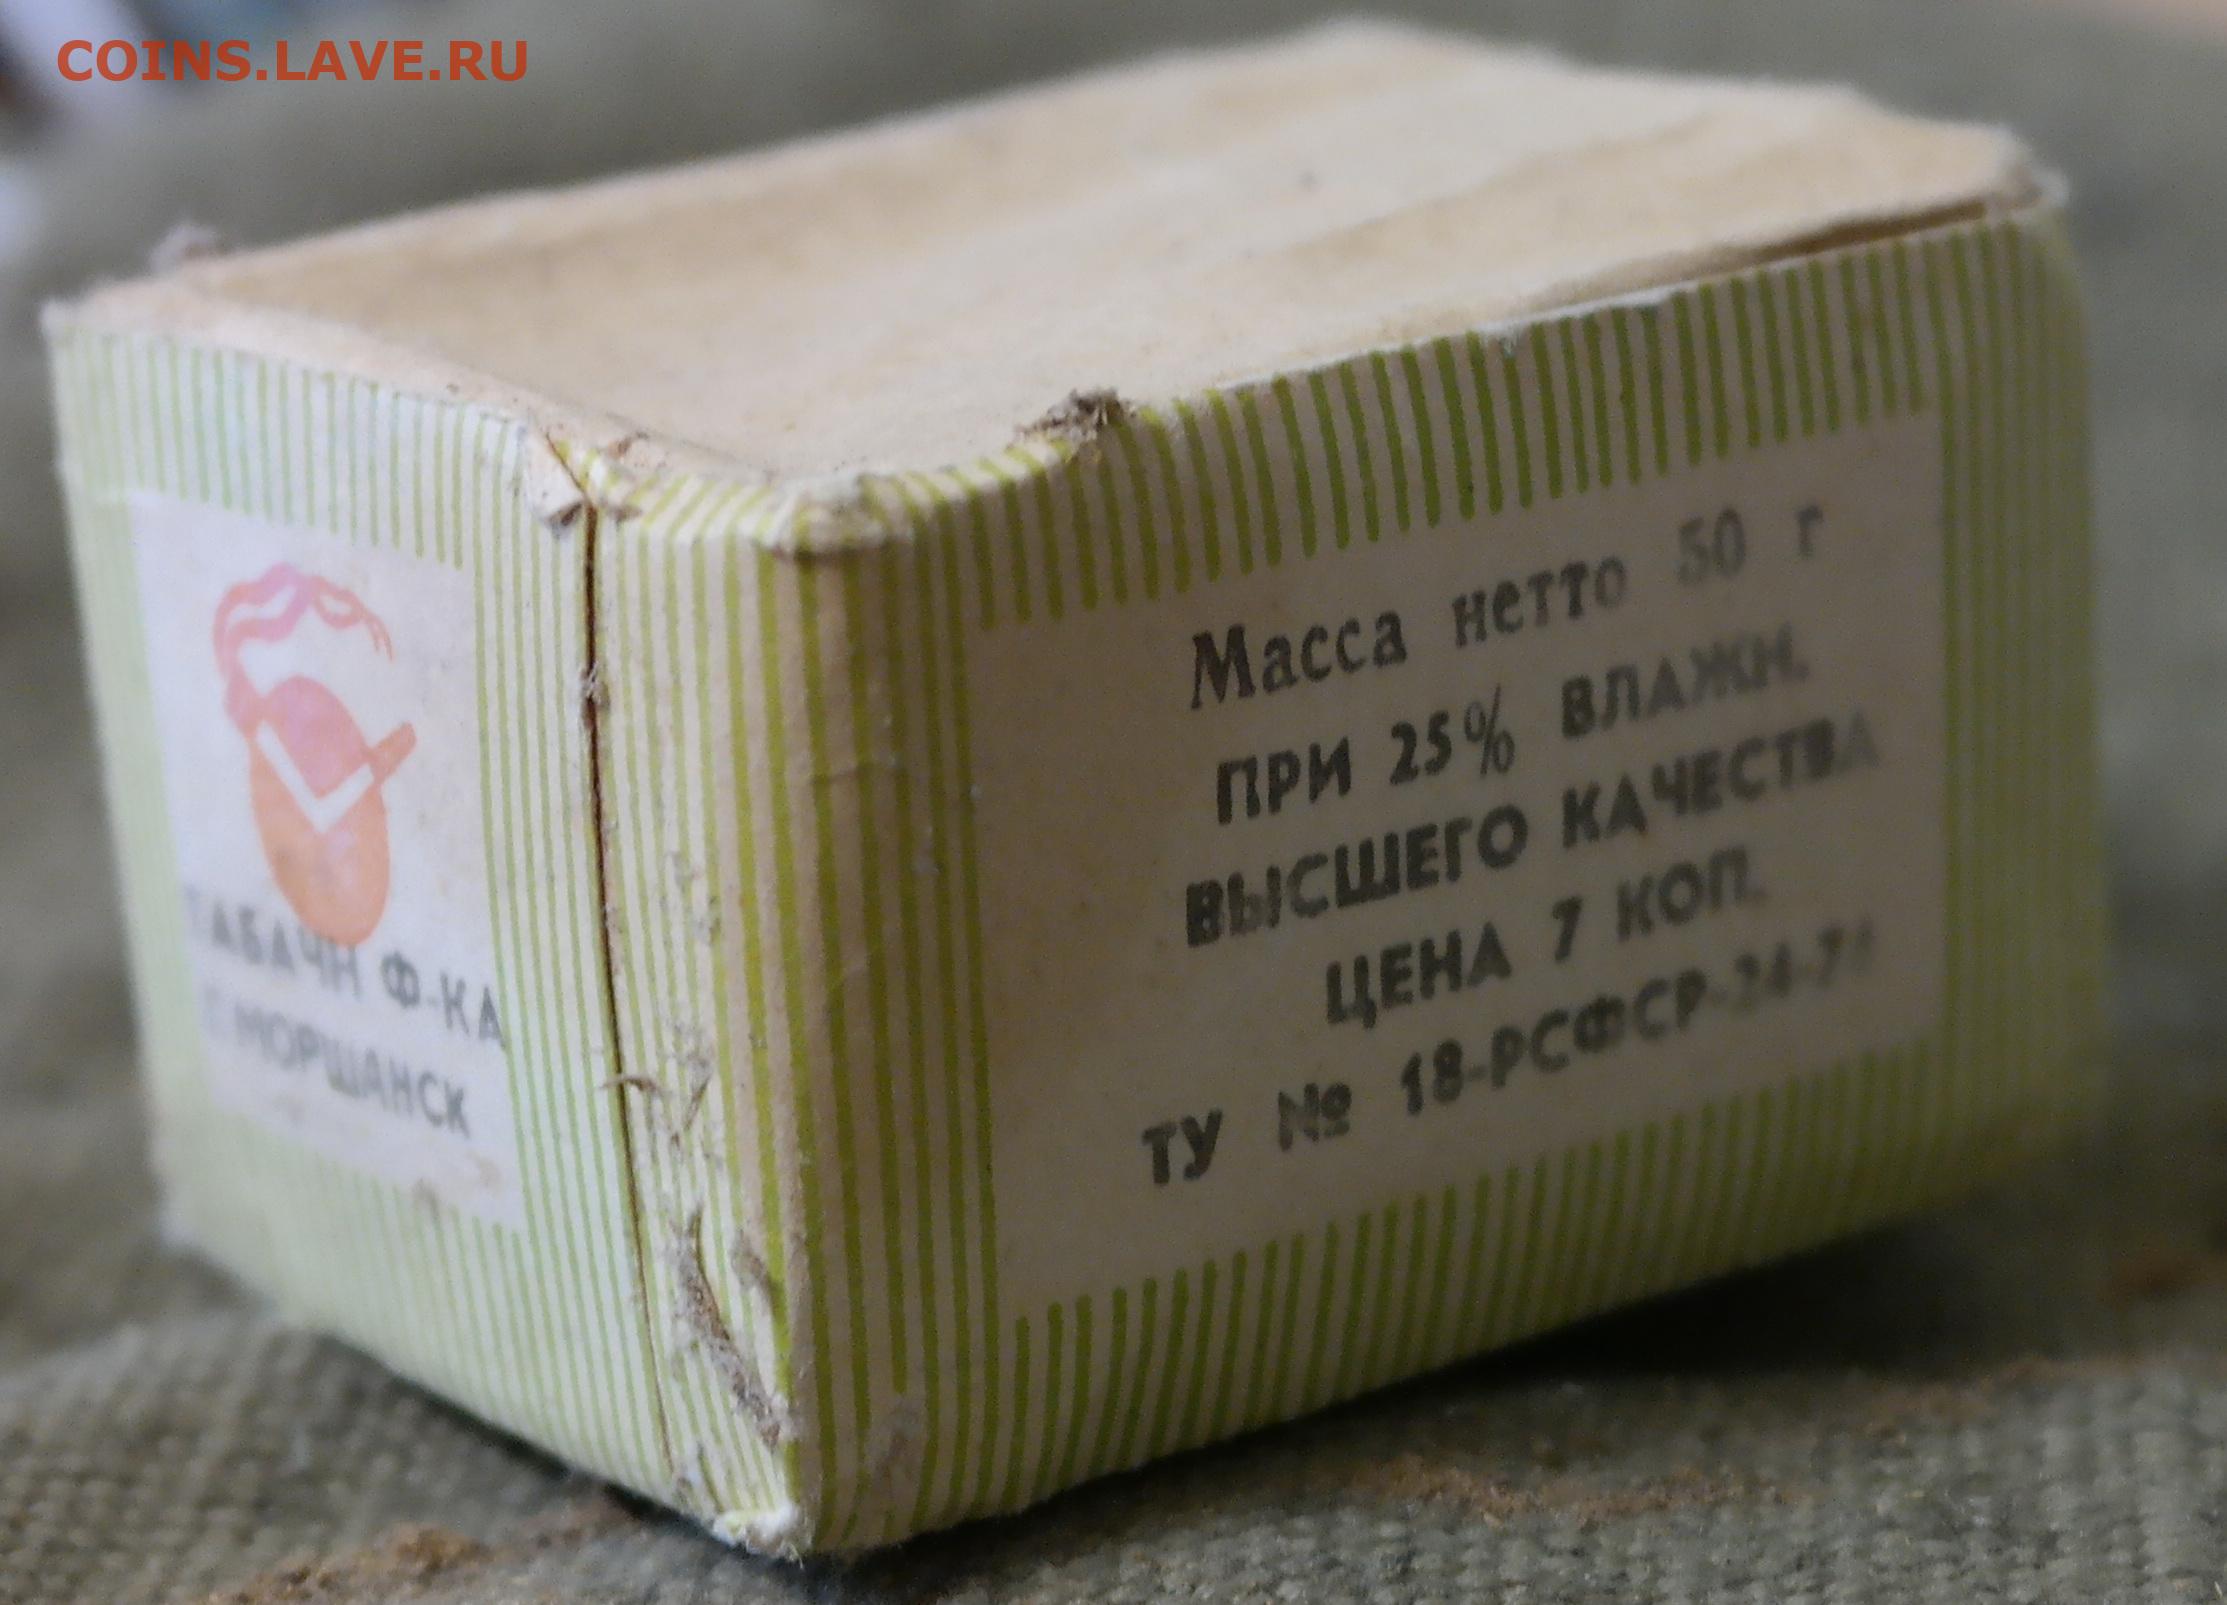 COINS.LAVE.RU
ТАБАЧН Ф-КА
Г. МОРШАНСК
Масса нетто 50 г
ПРИ 25% ВЛАЖН.
ВЫСШЕГО КАЧЕСТВА
ЦЕНА 7 КОП.
ТУ № 18-РСФСР-24-